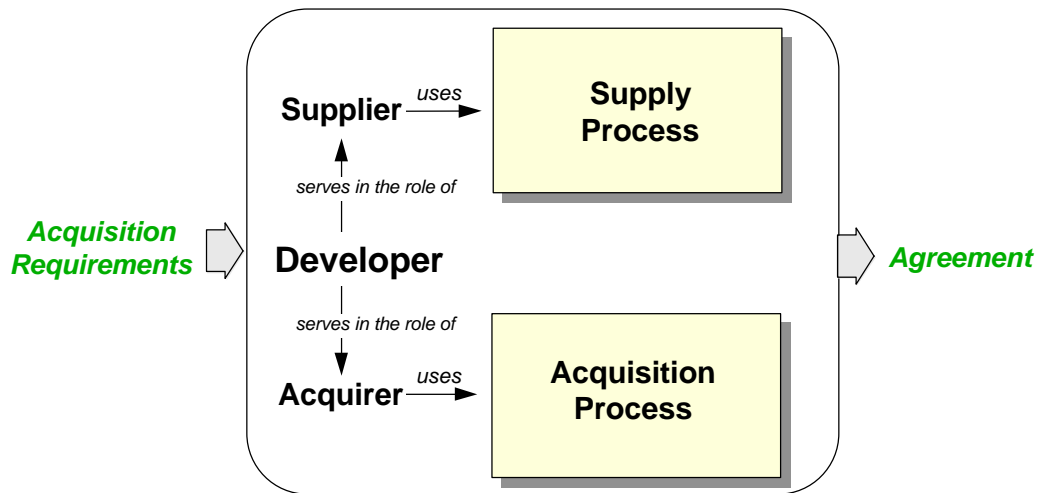 Supplier
uses
Supply
Process
serves in the role of
Acquisition
Requirements
Developer
Agreement
serves in the role of
Acquirer
uses
Acquisition
Process